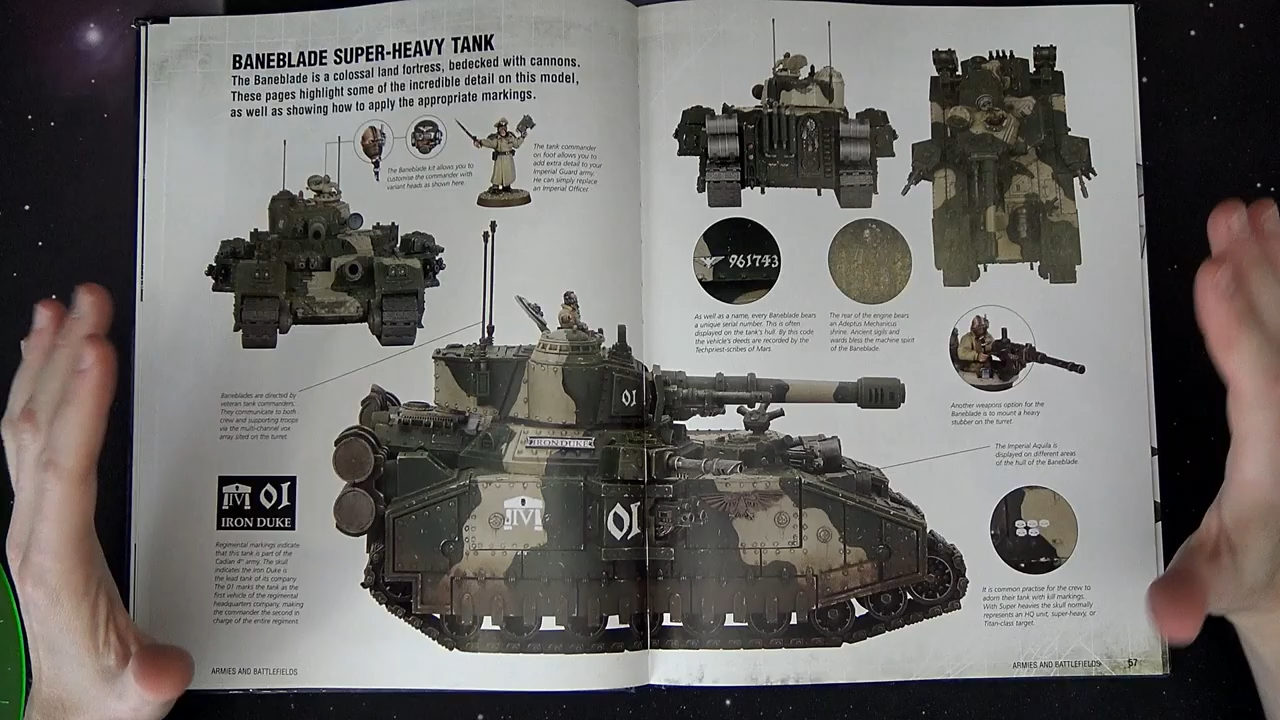 BANEBLADE SUPER-HEAVY TANK
The Baneblade is a colossal land fortress, bedecked with cannons.
These pages highlight some of the incredible detail on this model,
as well as showing how to apply the appropriate markings.
The Baneblade kit allows you to
customise the commander with
variant heads as shown here.
The tank commander
on foot allows you to
add extra detail to your
Imperial Guard army.
He can simply replace
an Imperial Officer.
Baneblades are directed by
veteran tank commanders.
They communicate to both
crew and supporting troops
via the multi-channel vox
array sited on the turret.
IV 01
IRON DUKE
Regimental markings indicate
that this tank is part of the
Cadian 4th army. The skull
indicates the Iron Duke is
the lead tank of its company.
The 01 marks the tank as the
first vehicle of the regimental
headquarters company, making
the commander the second in
charge of the entire regiment.
01
IRON DUKE
IV
01
961743
As well as a name, every Baneblade bears
a unique serial number. This is often
displayed on the tank's hull. By this code
the vehicle's deeds are recorded by the
Techpriest-scribes of Mars.
The rear of the engine bears
an Adeptus Mechanicus
shrine. Ancient sigils and
wards bless the machine spirit
of the Baneblade.
Another weapons option for the
Baneblade is to mount a heavy
stubber on the turret.
The Imperial Aquila is
displayed on different areas
of the hull of the Baneblade.
It is common practise for the crew to
adorn their tank with kill markings.
With Super heavies the skull normally
represents an HQ unit, super-heavy, or
Titan-class target.
ARMIES AND BATTLEFIELDS
ARMIES AND BATTLEFIELDS 57